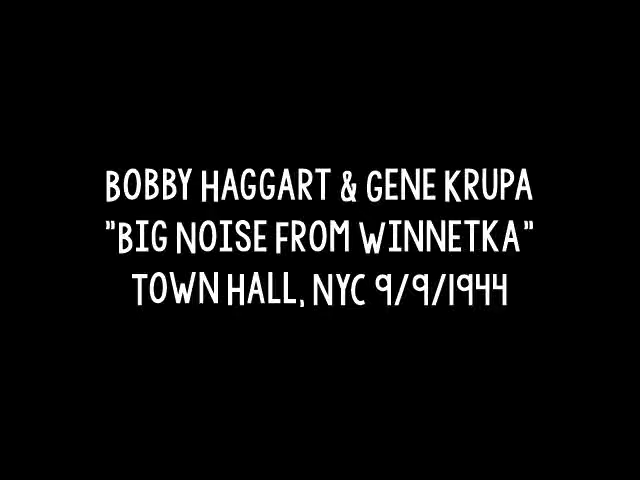 BOBBY HAGGART & GENE KRUPA
"BIG NOISE FROM WINNETKA"
TOWN HALL, NYC 9/9/1944